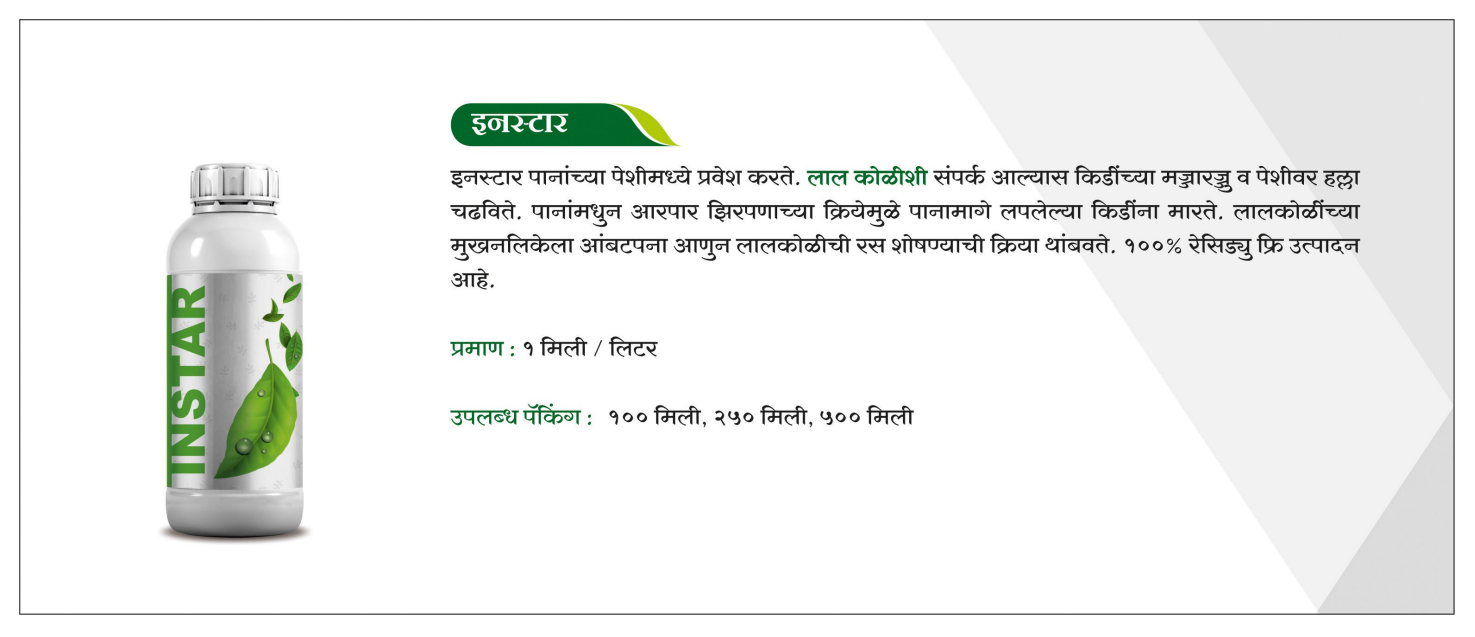 इनस्टार
इनस्टार पानांच्या पेशीमध्ये प्रवेश करते. लाल कोळीशी संपर्क आल्यास किडींच्या मज्जारज्जु व पेशीवर हल्ला
चढविते. पानांमधुन आरपार झिरपणाच्या क्रियेमुळे पानामागे लपलेल्या किडींना मारते. लालकोळींच्या
मुखनलिकेला आंबटपना आणुन लालकोळीची रस शोषण्याची क्रिया थांबवते. १००% रेसिड्यु फ्रि उत्पादन
आहे.
प्रमाण : १ मिली / लिटर
उपलब्ध पॅकिंग : १०० मिली, २५० मिली, ५०० मिली
INSTAR